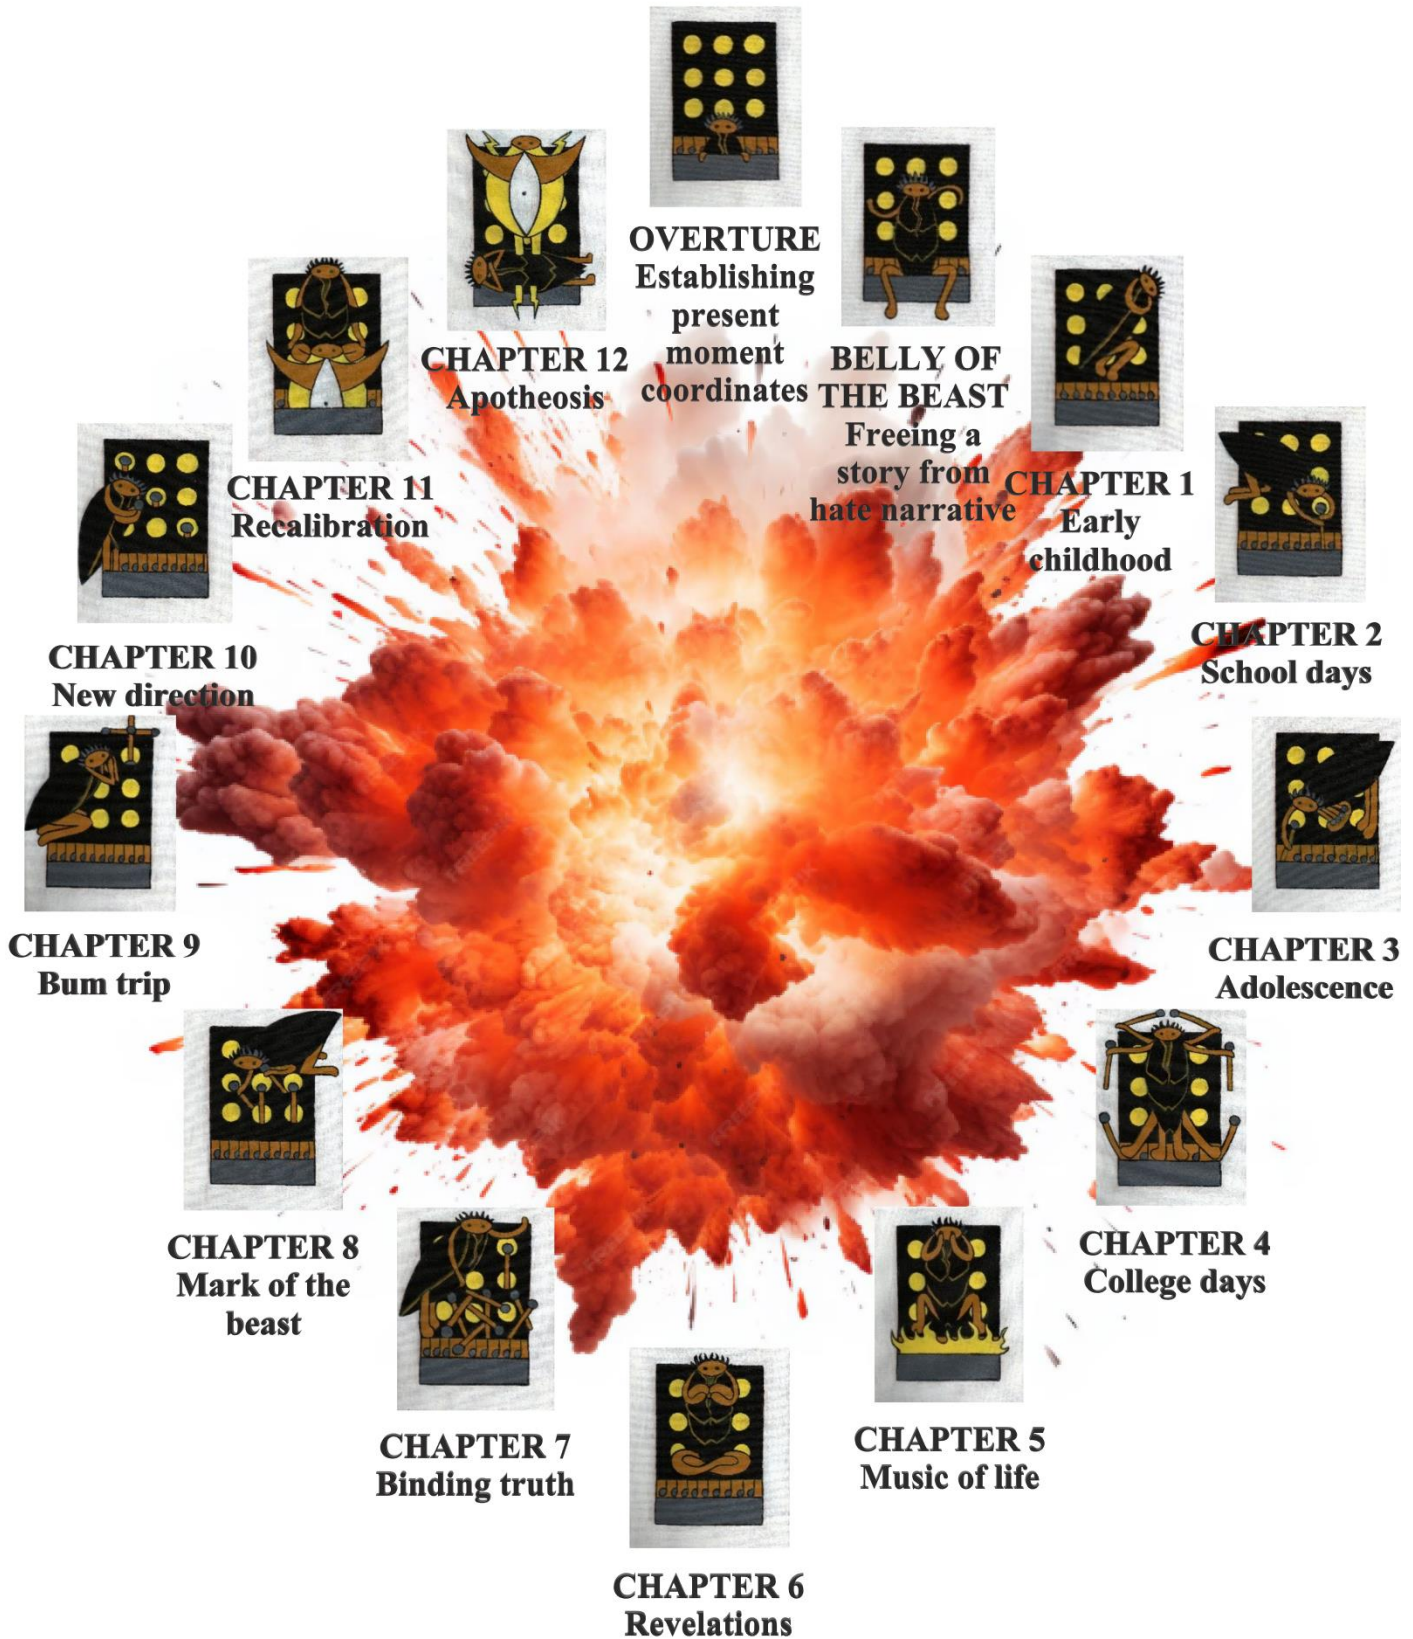 OVERTURE
Establishing
present
moment
coordinates
BELLY OF
THE BEAST
Freeing a
story from
hate narrative
CHAPTER 1
Early
childhood
CHAPTER 2
School days
CHAPTER 3
Adolescence
CHAPTER 4
College days
CHAPTER 5
Music of life
CHAPTER 6
Revelations
CHAPTER 7
Binding truth
CHAPTER 8
Mark of the
beast
CHAPTER 9
Bum trip
CHAPTER 10
New direction
CHAPTER 11
Recalibration
CHAPTER 12
Apotheosis